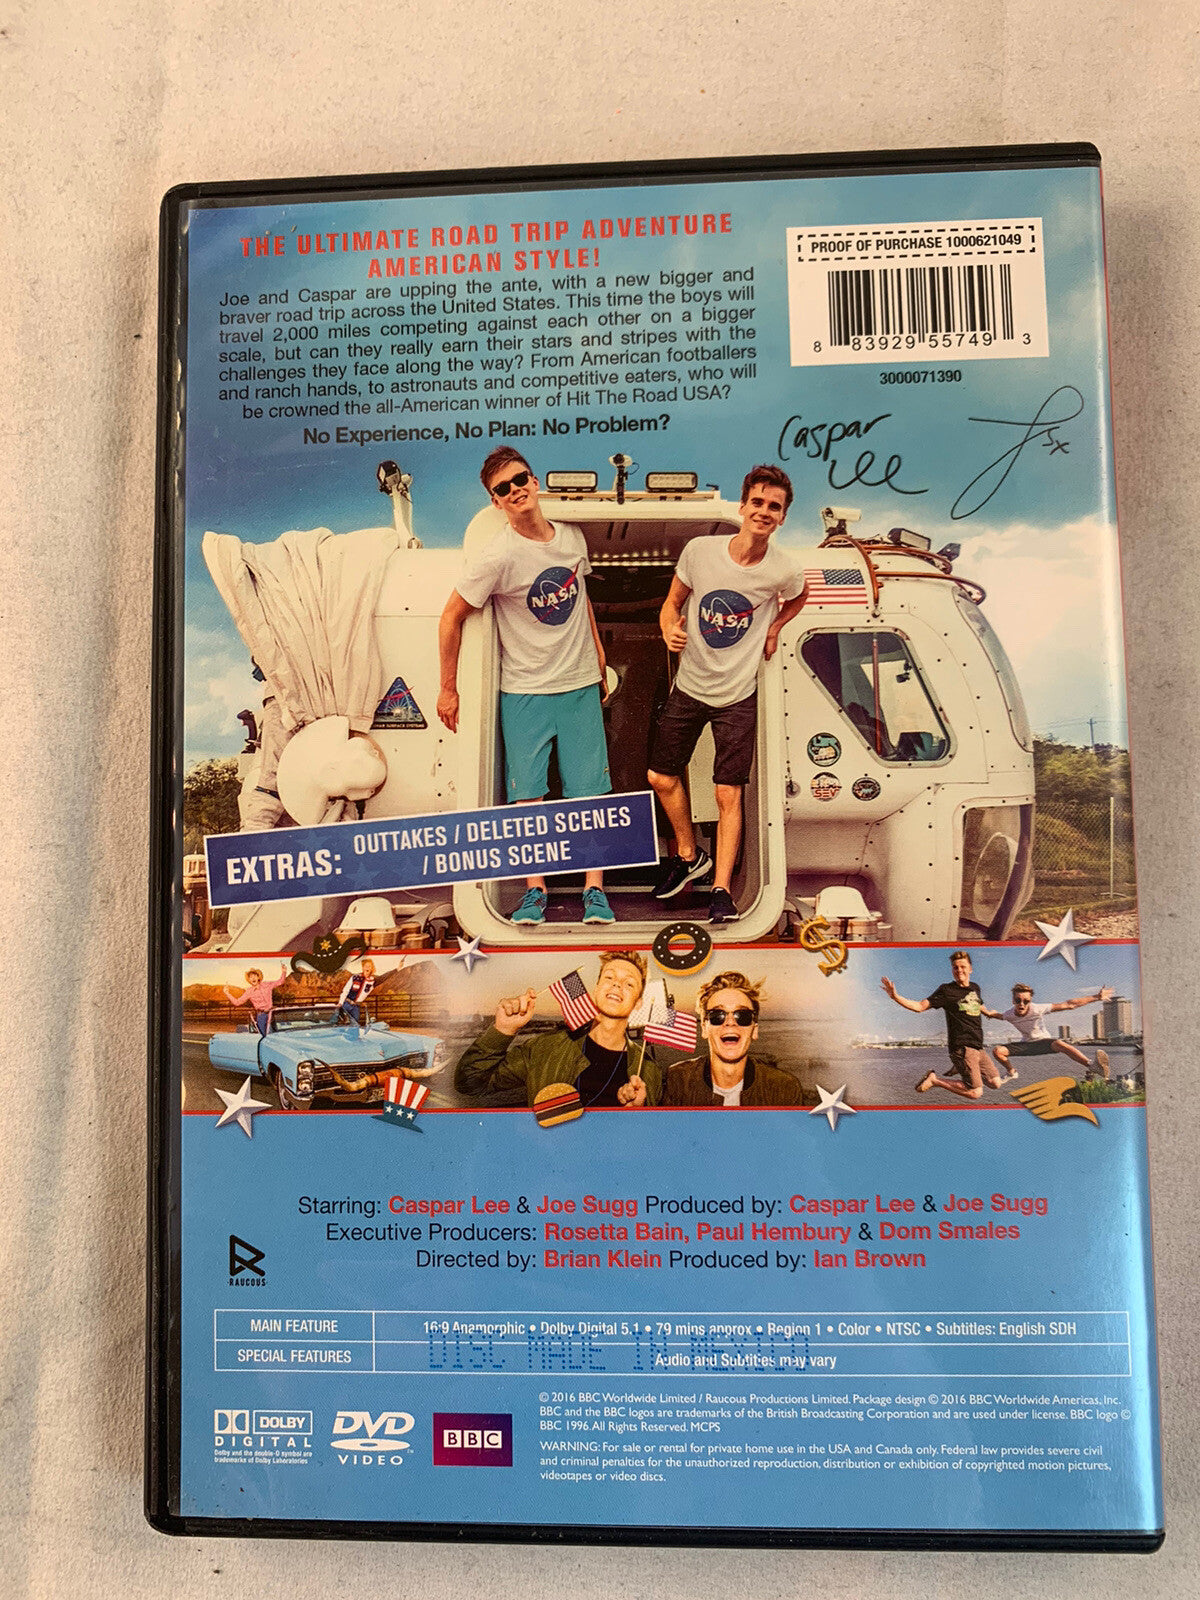 THE ULTIMATE ROAD TRIP ADVENTURE
AMERICAN STYLE!
Joe and Caspar are upping the ante, with a new bigger and
braver road trip across the United States. This time the boys will
travel 2,000 miles competing against each other on a bigger
scale, but can they really earn their stars and stripes with the
challenges they face along the way? From American footballers
and ranch hands, to astronauts and competitive eaters, who will
be crowned the all-American winner of Hit The Road USA?
No Experience, No Plan: No Problem?
PROOF OF PURCHASE 1000621049
8 83929 55749 3
3000071390
Caspar
Lee
NASA
NASA
EXTRAS: OUTTAKES / DELETED SCENES
/ BONUS SCENE
Starring: Caspar Lee & Joe Sugg Produced by: Caspar Lee & Joe Sugg
Executive Producers: Rosetta Bain, Paul Hembury & Dom Smales
Directed by: Brian Klein Produced by: Ian Brown
RAUCOUS
MAIN FEATURE 16:9 Anamorphic • Dolby Digital 5.1 • 79 mins approx • Region 1 • Color • NTSC • Subtitles: English SDH
DISC MADE IN MEXICO
SPECIAL FEATURES Audio and Subtitles may vary
DOLBY
DIGITAL
Dolby and the double-D symbol are
trademarks of Dolby Laboratories
DVD
VIDEO
BBC
© 2016 BBC Worldwide Limited / Raucous Productions Limited. Package design © 2016 BBC Worldwide Americas, Inc.
BBC and the BBC logos are trademarks of the British Broadcasting Corporation and are used under license. BBC logo ©
BBC 1996. All Rights Reserved. MCPS
WARNING: For sale or rental for private home use in the USA and Canada only. Federal law provides severe civil
and criminal penalties for the unauthorized reproduction, distribution or exhibition of copyrighted motion pictures,
videotapes or video discs.